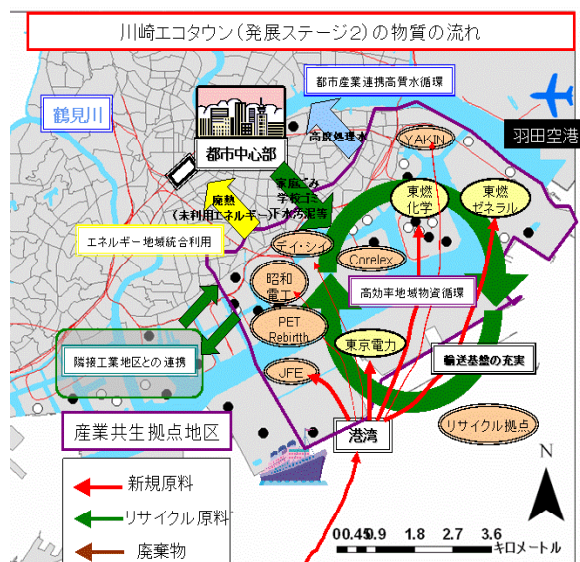 川崎エコタウン（発展ステージ２）の物質の流れ
都市産業連携高質水循環
鶴見川
羽田空港
都市中心部
高度処理水
YAKIN
廃熱
(未利用エネルギー)
家庭ごみ
学校ゴミ
下水汚泥等
東燃
化学
東燃
ゼネラル
エネルギー地域統合利用
デイ・シイ
Corelex
昭和
電工
高効率地域物資循環
PET
Rebirtth
東京電力
隣接工業地区との連携
輸送基盤の充実
JFE
産業共生拠点地区
港湾
リサイクル拠点
新規原料
リサイクル原料
廃棄物
N
00.450.9 1.8 2.7 3.6
キロメートル